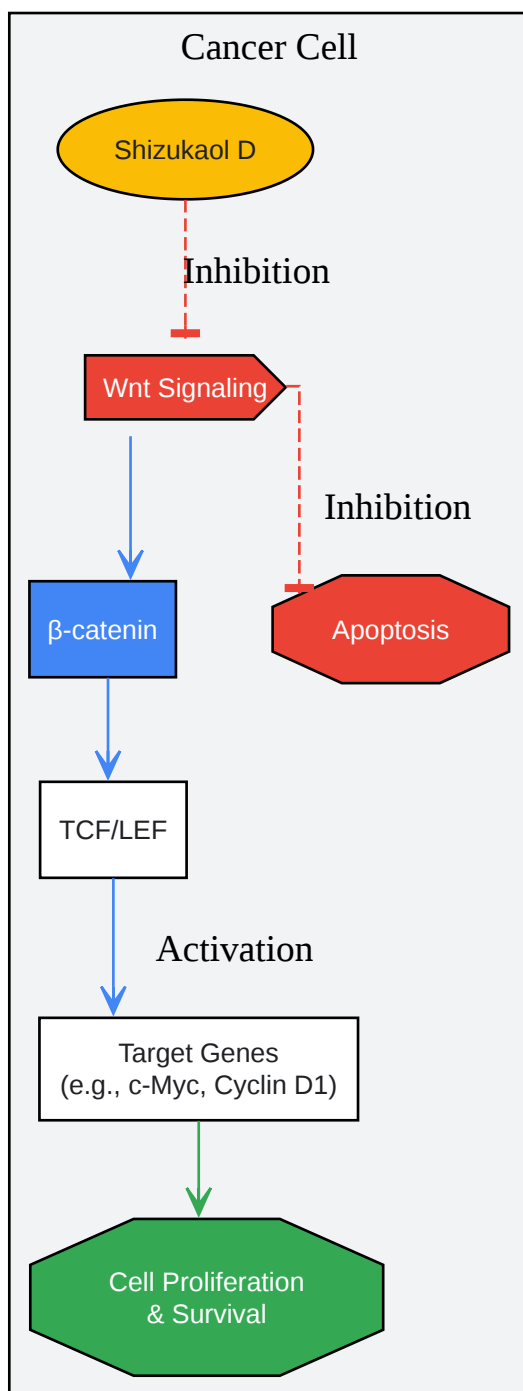 Cancer Cell
Shizukaol D
Inhibition
Wnt Signaling
Inhibition
β-catenin
Apoptosis
TCF/LEF
Activation
Target Genes
(e.g., c-Myc, Cyclin D1)
Cell Proliferation
& Survival